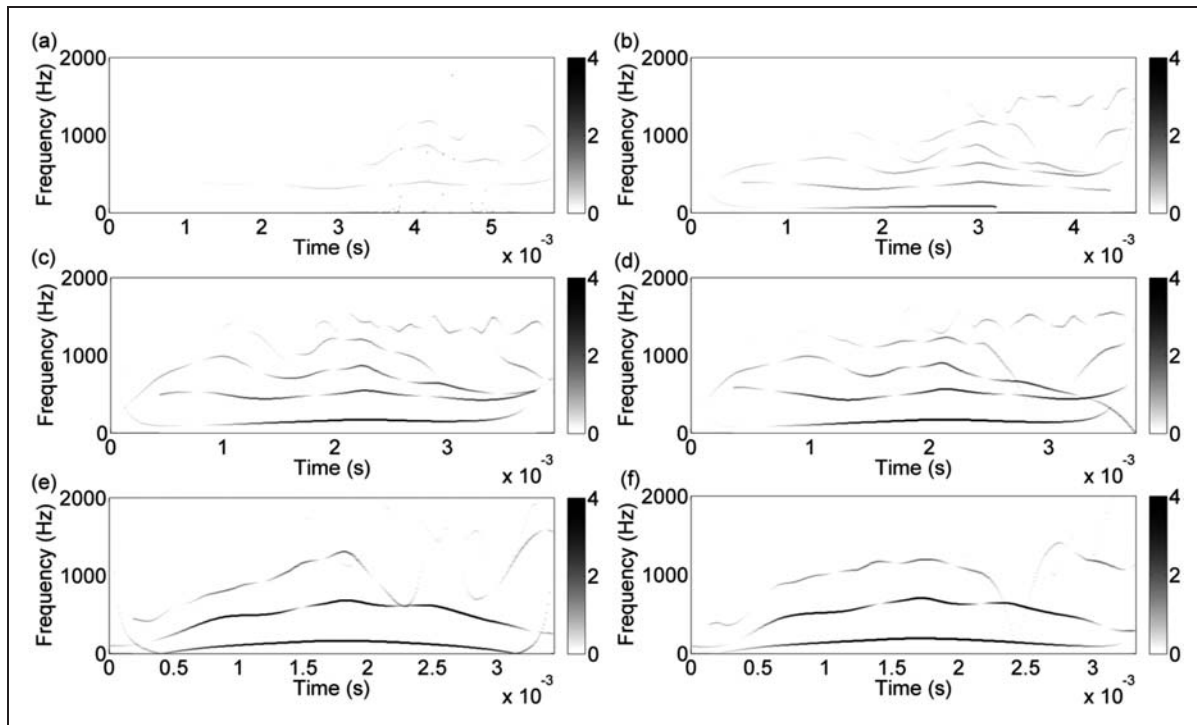 (a)
2000
1000
0
Frequency (Hz)
0 1 2 3 4 5
Time (s)
x 10⁻³
4
2
0
(b)
2000
1000
0
Frequency (Hz)
0 1 2 3 4
Time (s)
x 10⁻³
4
2
0
(c)
2000
1000
0
Frequency (Hz)
0 1 2 3
Time (s)
x 10⁻³
4
2
0
(d)
2000
1000
0
Frequency (Hz)
0 1 2 3
Time (s)
x 10⁻³
4
2
0
(e)
2000
1000
0
Frequency (Hz)
0 0.5 1 1.5 2 2.5 3
Time (s)
x 10⁻³
4
2
0
(f)
2000
1000
0
Frequency (Hz)
0 0.5 1 1.5 2 2.5 3
Time (s)
x 10⁻³
4
2
0